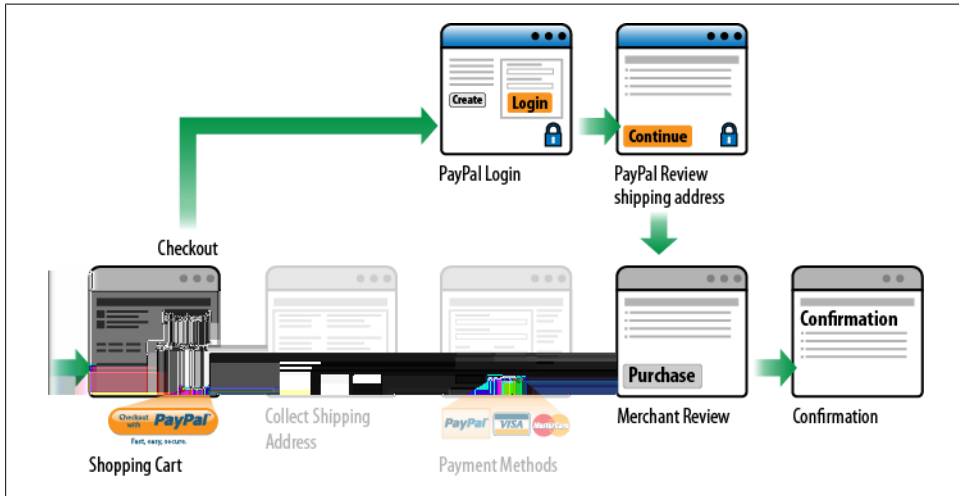 Create
Login
Continue
PayPal Login
PayPal Review
shipping address
Checkout
Confirmation
Purchase
Checkout
with PayPal
Fast, easy, secure.
PayPal VISA MasterCard
Collect Shipping
Address
Merchant Review
Confirmation
Shopping Cart
Payment Methods